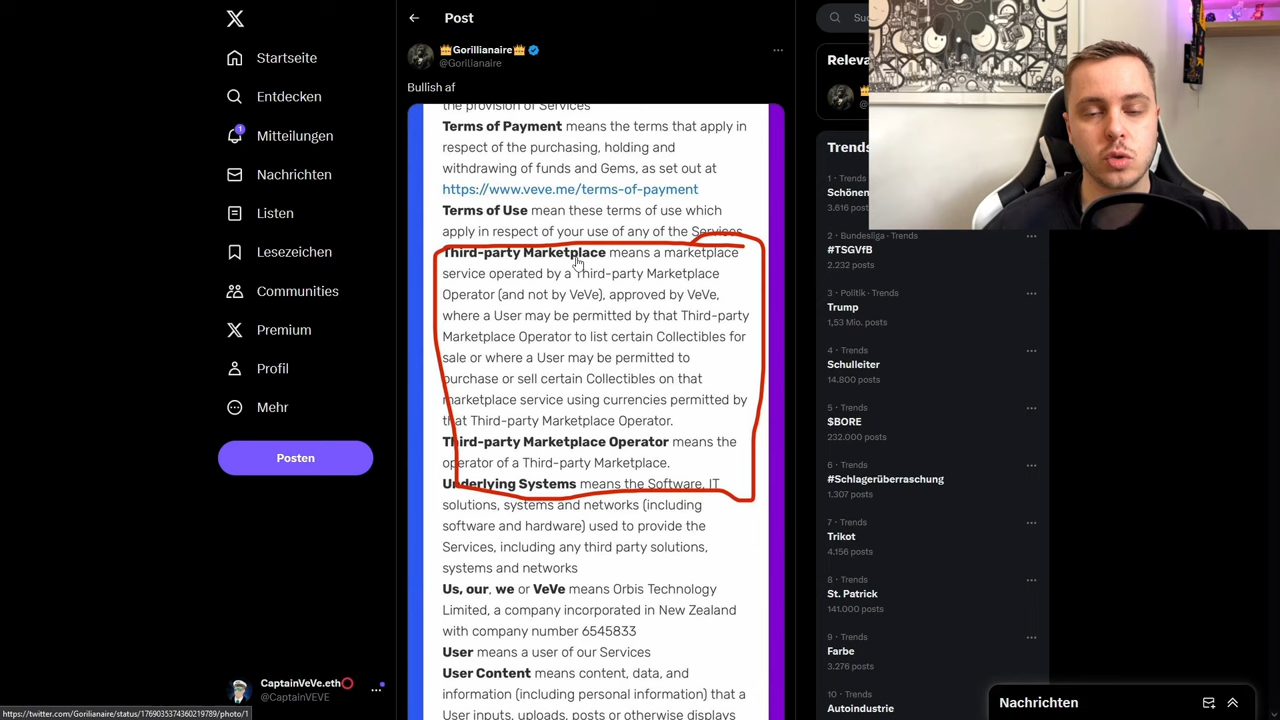 Startseite
Entdecken
1
Mitteilungen
Nachrichten
Listen
Lesezeichen
Communities
Premium
Profil
Mehr
Posten
CaptainVeVe.eth
@CaptainVEVE
https://twitter.com/Gorilianaire/status/1769035374360219789/photo/1
Post
Gorillianaire
@Gorilianaire
Bullish af
the provision of Services
Terms of Payment means the terms that apply in
respect of the purchasing, holding and
withdrawing of funds and Gems, as set out at
https://www.veve.me/terms-of-payment
Terms of Use mean these terms of use which
apply in respect of your use of any of the Services
Third-party Marketplace means a marketplace
service operated by a Third-party Marketplace
Operator (and not by VeVe), approved by VeVe,
where a User may be permitted by that Third-party
Marketplace Operator to list certain Collectibles for
sale or where a User may be permitted to
purchase or sell certain Collectibles on that
marketplace service using currencies permitted by
that Third-party Marketplace Operator.
Third-party Marketplace Operator means the
operator of a Third-party Marketplace.
Underlying Systems means the Software, IT
solutions, systems and networks (including
software and hardware) used to provide the
Services, including any third party solutions,
systems and networks
Us, our, we or VeVe means Orbis Technology
Limited, a company incorporated in New Zealand
with company number 6545833
User means a user of our Services
User Content means content, data, and
information (including personal information) that a
User inputs, uploads, posts or otherwise displays
Su
Releva
Trends
1 · Trends
Schönen
3.616 post
2 · Bundesliga · Trends
#TSGVfB
2.232 posts
3 · Politik · Trends
Trump
1,53 Mio. posts
4 · Trends
Schulleiter
14.800 posts
5 · Trends
$BORE
232.000 posts
6 · Trends
#Schlagerüberraschung
1.307 posts
7 · Trends
Trikot
4.156 posts
8 · Trends
St. Patrick
141.000 posts
9 · Trends
Farbe
3.276 posts
10 · Trends
Autoindustrie
Nachrichten